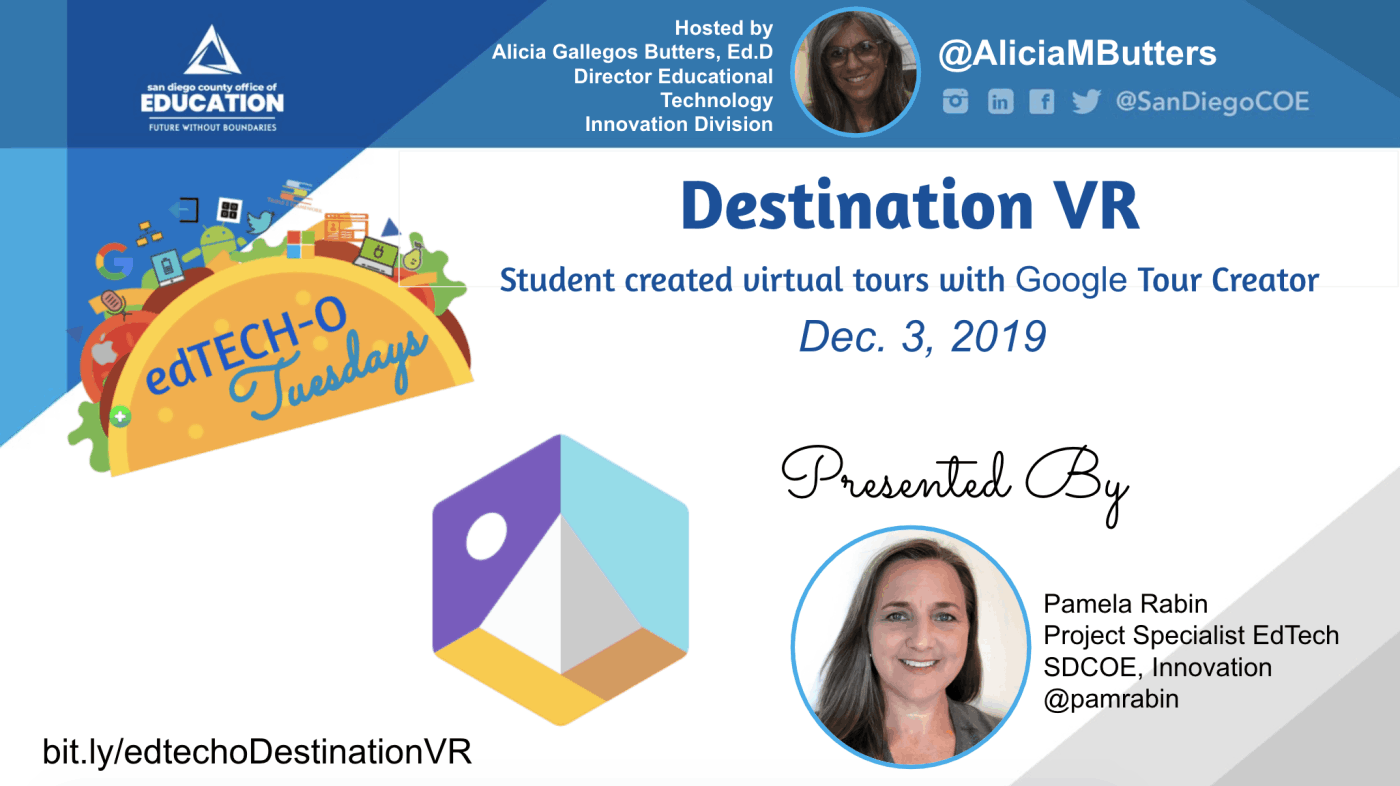 san diego county office of
EDUCATION
FUTURE WITHOUT BOUNDARIES
Hosted by
Alicia Gallegos Butters, Ed.D
Director Educational
Technology
Innovation Division
@AliciaMButters
@SanDiegoCOE
Destination VR
Student created virtual tours with Google Tour Creator
Dec. 3, 2019
edTECH-O
Tuesdays
Presented By
Pamela Rabin
Project Specialist EdTech
SDCOE, Innovation
@pamrabin
bit.ly/edtechoDestinationVR